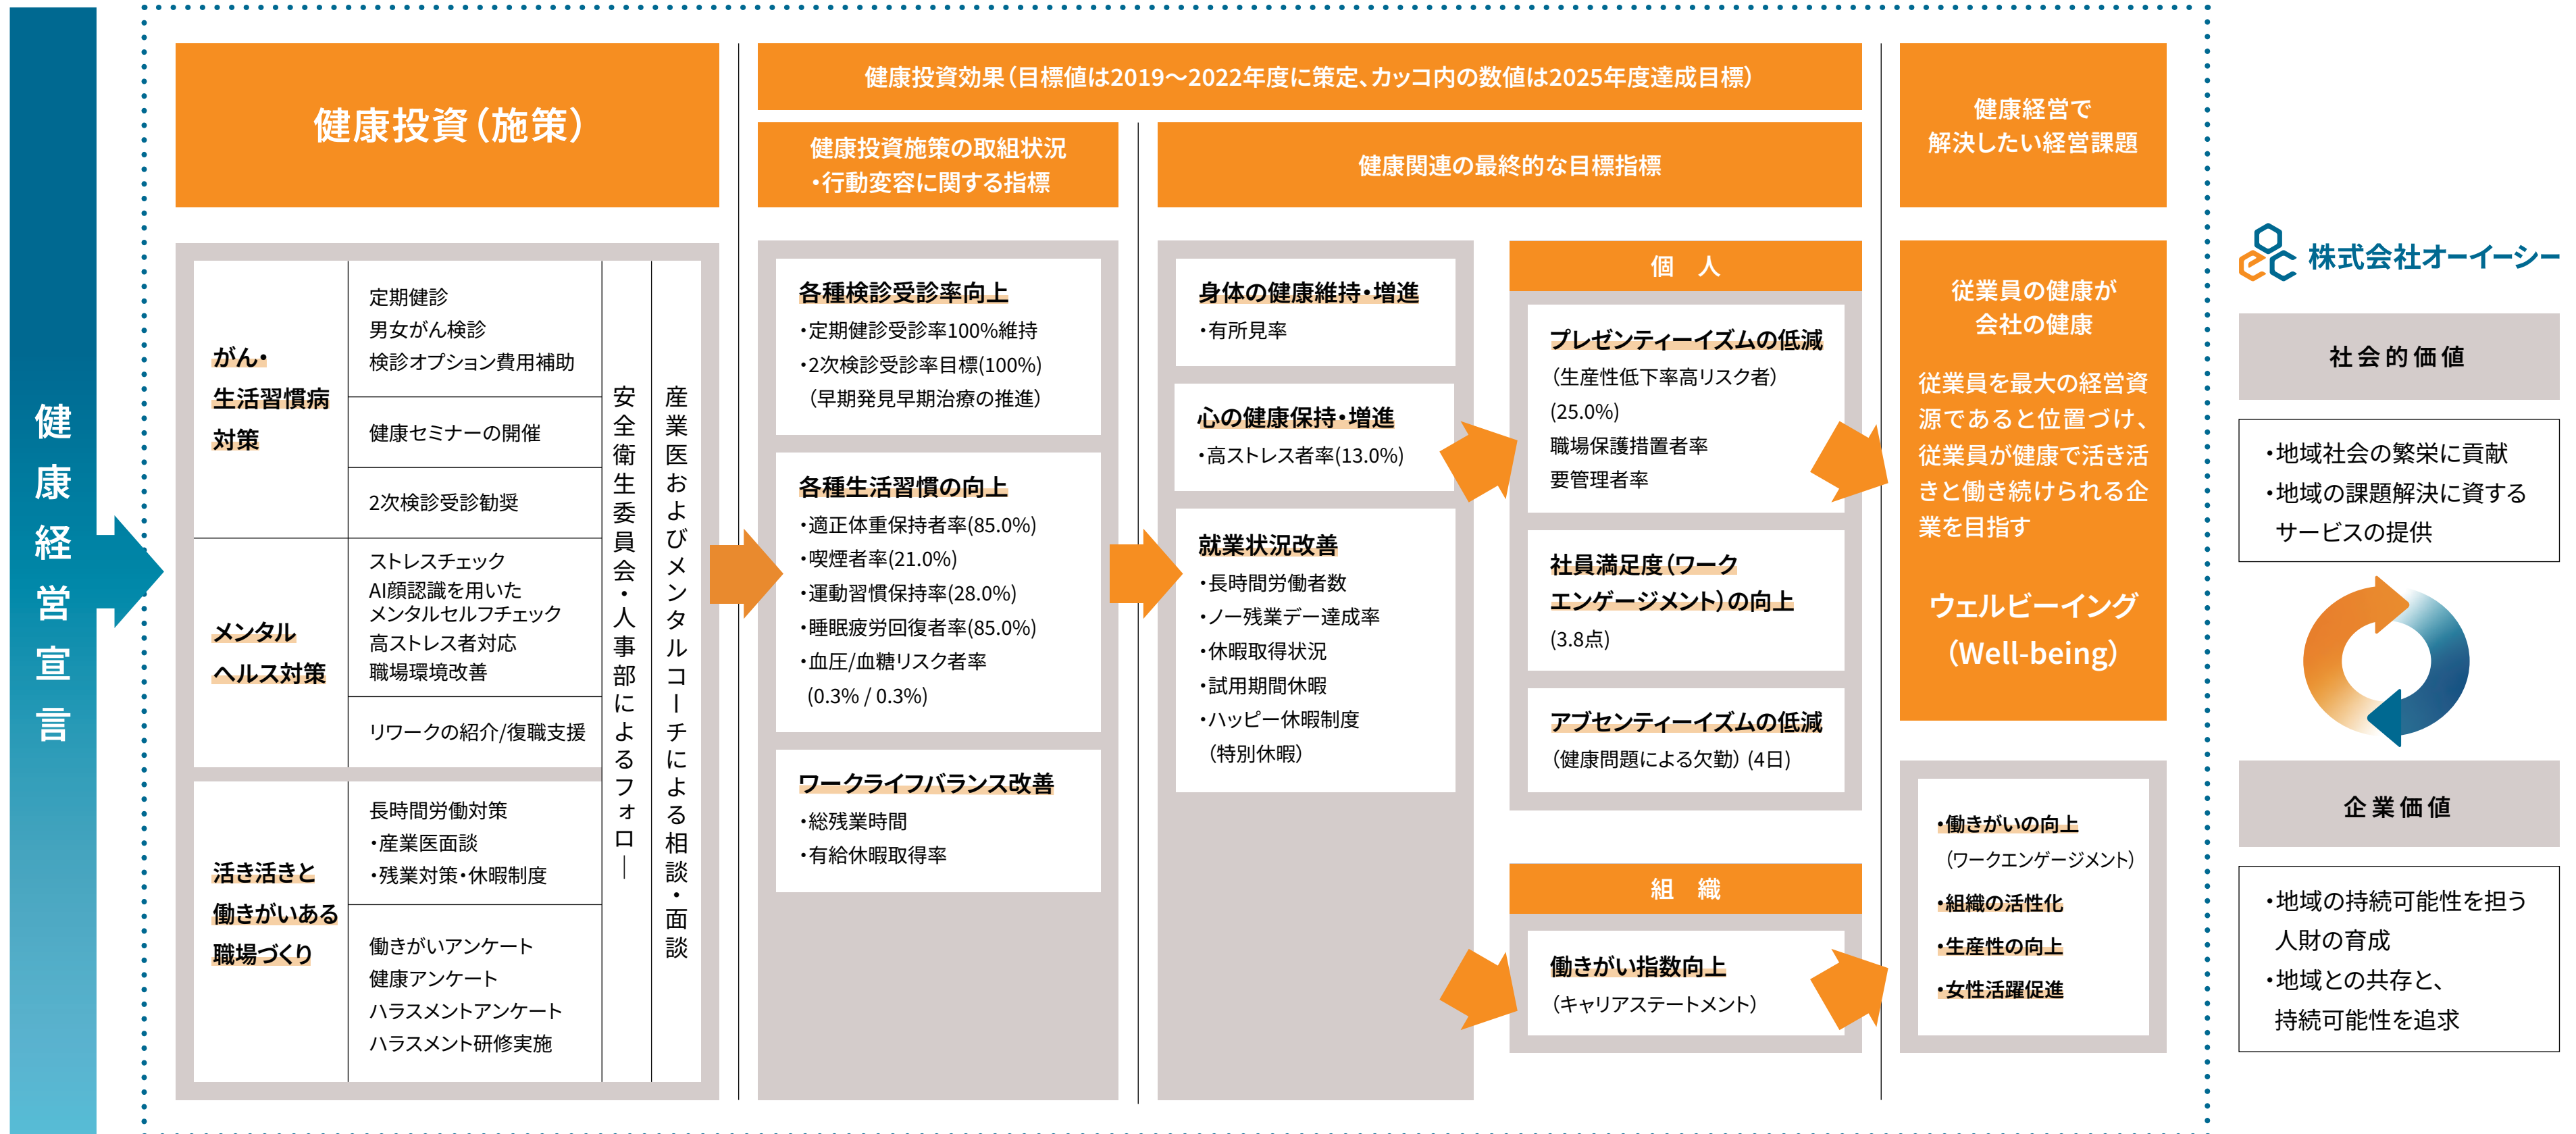 健康経営宣言
健康投資（施策）
がん・
生活習慣病
対策
定期健診
男女がん検診
検診オプション費用補助
健康セミナーの開催
2次検診受診勧奨
メンタル
ヘルス対策
ストレスチェック
AI顔認識を用いた
メンタルセルフチェック
高ストレス者対応
職場環境改善
リワークの紹介/復職支援
活き活きと
働きがいある
職場づくり
長時間労働対策
・産業医面談
・残業対策・休暇制度
働きがいアンケート
健康アンケート
ハラスメントアンケート
ハラスメント研修実施
安全衛生委員会・人事部によるフォロー
産業医およびメンタルコーチによる相談・面談
健康投資効果（目標値は2019～2022年度に策定、カッコ内の数値は2025年度達成目標）
健康投資施策の取組状況
・行動変容に関する指標
各種検診受診率向上
・定期健診受診率100%維持
・2次検診受診率目標(100%)
（早期発見早期治療の推進）
各種生活習慣の向上
・適正体重保持者率(85.0%)
・喫煙者率(21.0%)
・運動習慣保持率(28.0%)
・睡眠疲労回復者率(85.0%)
・血圧/血糖リスク者率
(0.3% / 0.3%)
ワークライフバランス改善
・総残業時間
・有給休暇取得率
健康関連の最終的な目標指標
身体の健康維持・増進
・有所見率
心の健康保持・増進
・高ストレス者率(13.0%)
就業状況改善
・長時間労働者数
・ノー残業デー達成率
・休暇取得状況
・試用期間休暇
・ハッピー休暇制度
（特別休暇）
個　人
プレゼンティーイズムの低減
（生産性低下率高リスク者）
(25.0%)
職場保護措置者率
要管理者率
社員満足度（ワーク
エンゲージメント）の向上
(3.8点)
アブセンティーイズムの低減
（健康問題による欠勤） (4日)
組　織
働きがい指数向上
（キャリアステートメント）
健康経営で
解決したい経営課題
従業員の健康が
会社の健康
従業員を最大の経営資
源であると位置づけ、
従業員が健康で活き活
きと働き続けられる企
業を目指す
ウェルビーイング
（Well-being）
・働きがいの向上
（ワークエンゲージメント）
・組織の活性化
・生産性の向上
・女性活躍促進
株式会社オーイーシー
社会的価値
・地域社会の繁栄に貢献
・地域の課題解決に資する
サービスの提供
企業価値
・地域の持続可能性を担う
人財の育成
・地域との共存と、
持続可能性を追求